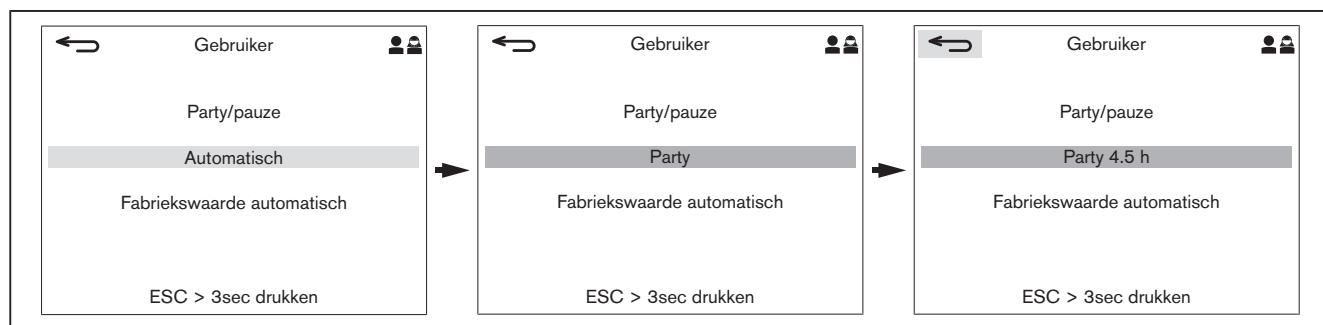 Gebruiker
Party/pauze
Automatisch
Fabriekswaarde automatisch
ESC > 3sec drukken
Gebruiker
Party/pauze
Party
Fabriekswaarde automatisch
ESC > 3sec drukken
Gebruiker
Party/pauze
Party 4.5 h
Fabriekswaarde automatisch
ESC > 3sec drukken